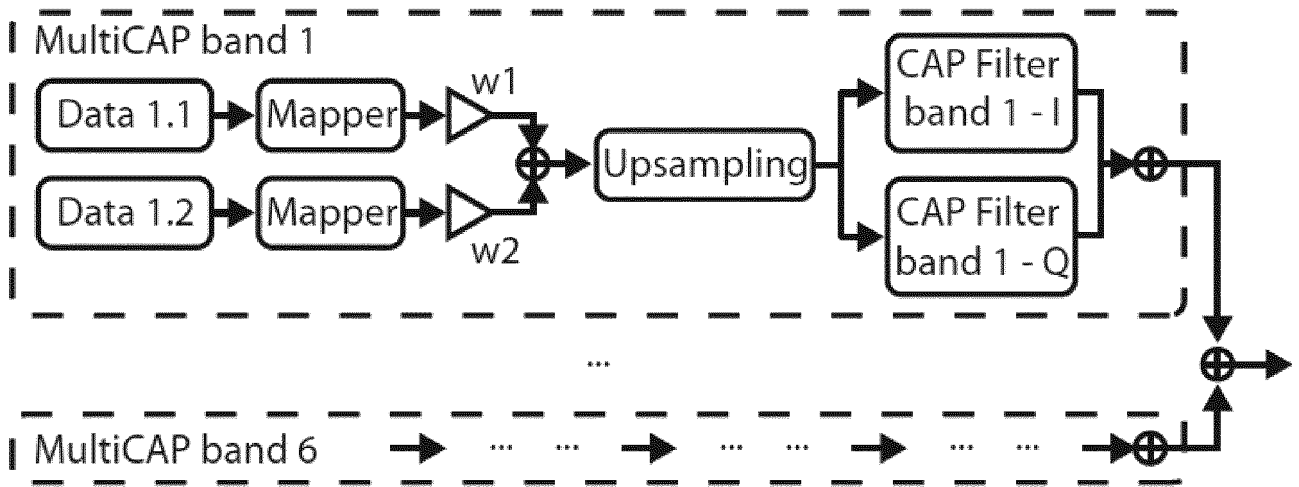 MultiCAP band 1
w1
Data 1.1
Mapper
CAP Filter
band 1 - I
Upsampling
Data 1.2
Mapper
w2
CAP Filter
band 1 - Q
...
MultiCAP band 6
... ... ... ... ... ...